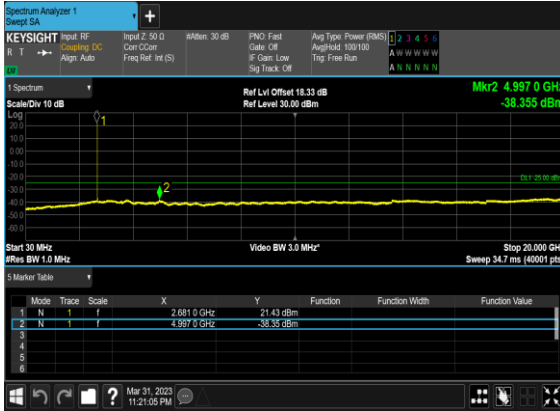 Spectrum Analyzer 1
Swept SA
+
KEYSIGHT Input: RF Input Z: 50 Ω #Atten: 30 dB PNO: Fast Avg Type: Power (RMS) 1 2 3 4 5 6
R T Coupling: DC Corr CCorr Gate: Off Avg|Hold: 100/100 A W W W W W
Align: Auto Freq Ref: Int (S) IF Gain: Low Trig: Free Run
Sig Track: Off A N N N N N
1 Spectrum Ref Lvl Offset 18.33 dB Mkr2 4.997 0 GHz
Scale/Div 10 dB Ref Level 30.00 dBm -38.355 dBm
Log
1
20.0
10.0
0.00
-10.0
-20.0
DL1 -25.00 dBm
-30.0
2
-40.0
-50.0
-60.0
Start 30 MHz Video BW 3.0 MHz* Stop 20.000 GH
#Res BW 1.0 MHz Sweep 34.7 ms (40001 pts
5 Marker Table
Mode Trace Scale X Y Function Function Width Function Value
1 N 1 f 2.681 0 GHz 21.43 dBm
2 N 1 f 4.997 0 GHz -38.35 dBm
3
4
5
6
? Mar 31, 2023
11:21:05 PM